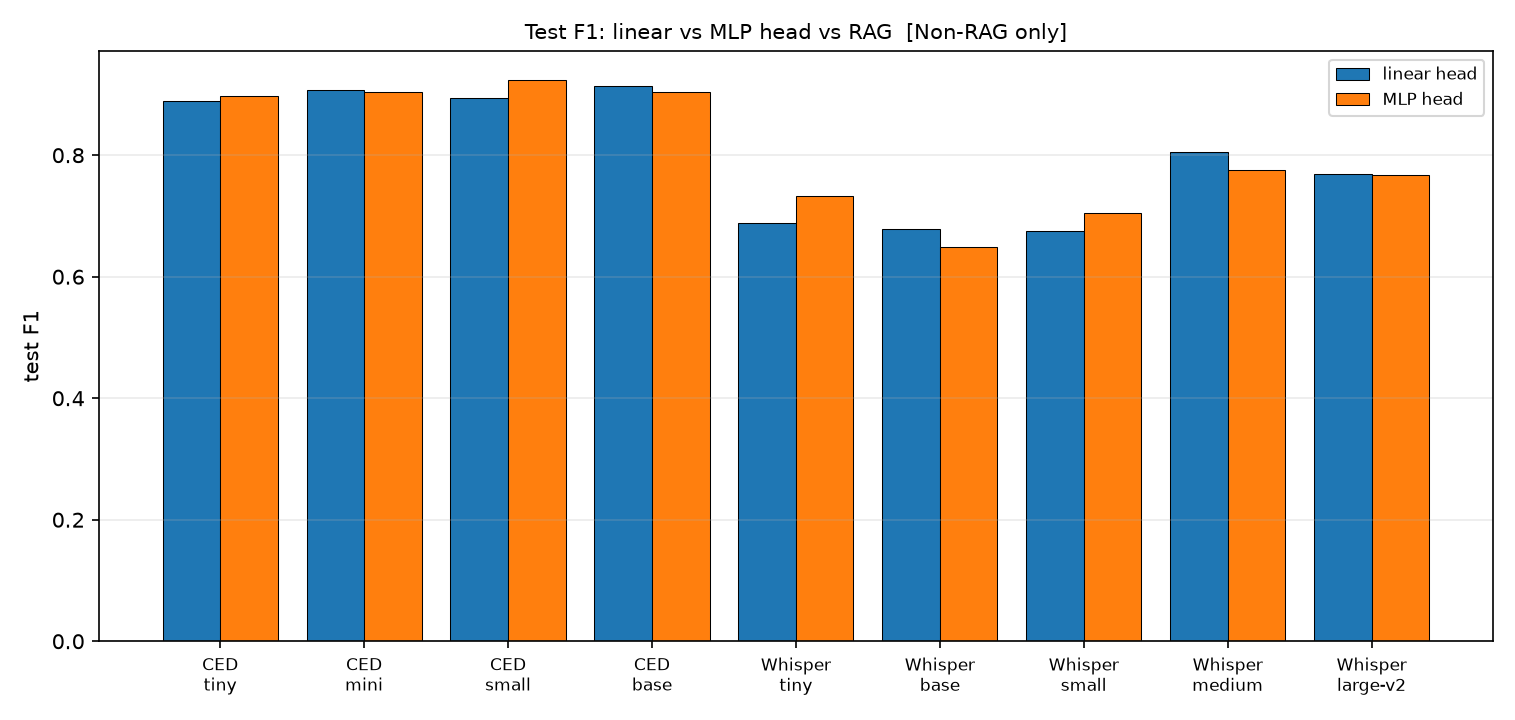 Test F1: linear vs MLP head vs RAG  [Non-RAG only]
linear head
MLP head
test F1
0.8
0.6
0.4
0.2
0.0
CED
tiny
CED
mini
CED
small
CED
base
Whisper
tiny
Whisper
base
Whisper
small
Whisper
medium
Whisper
large-v2